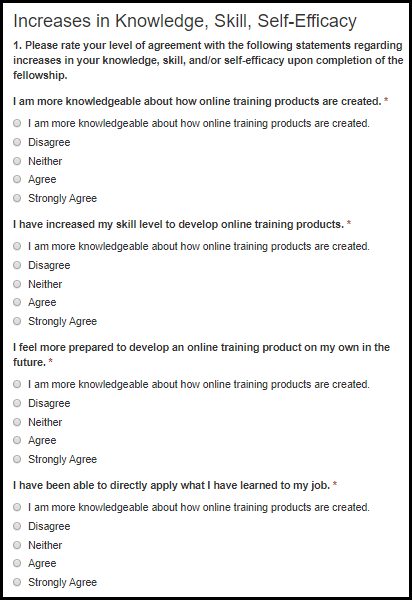 Increases in Knowledge, Skill, Self-Efficacy
1. Please rate your level of agreement with the following statements regarding
increases in your knowledge, skill, and/or self-efficacy upon completion of the
fellowship.
I am more knowledgeable about how online training products are created. *
I am more knowledgeable about how online training products are created.
Disagree
Neither
Agree
Strongly Agree
I have increased my skill level to develop online training products. *
I am more knowledgeable about how online training products are created.
Disagree
Neither
Agree
Strongly Agree
I feel more prepared to develop an online training product on my own in the
future. *
I am more knowledgeable about how online training products are created.
Disagree
Neither
Agree
Strongly Agree
I have been able to directly apply what I have learned to my job. *
I am more knowledgeable about how online training products are created.
Disagree
Neither
Agree
Strongly Agree